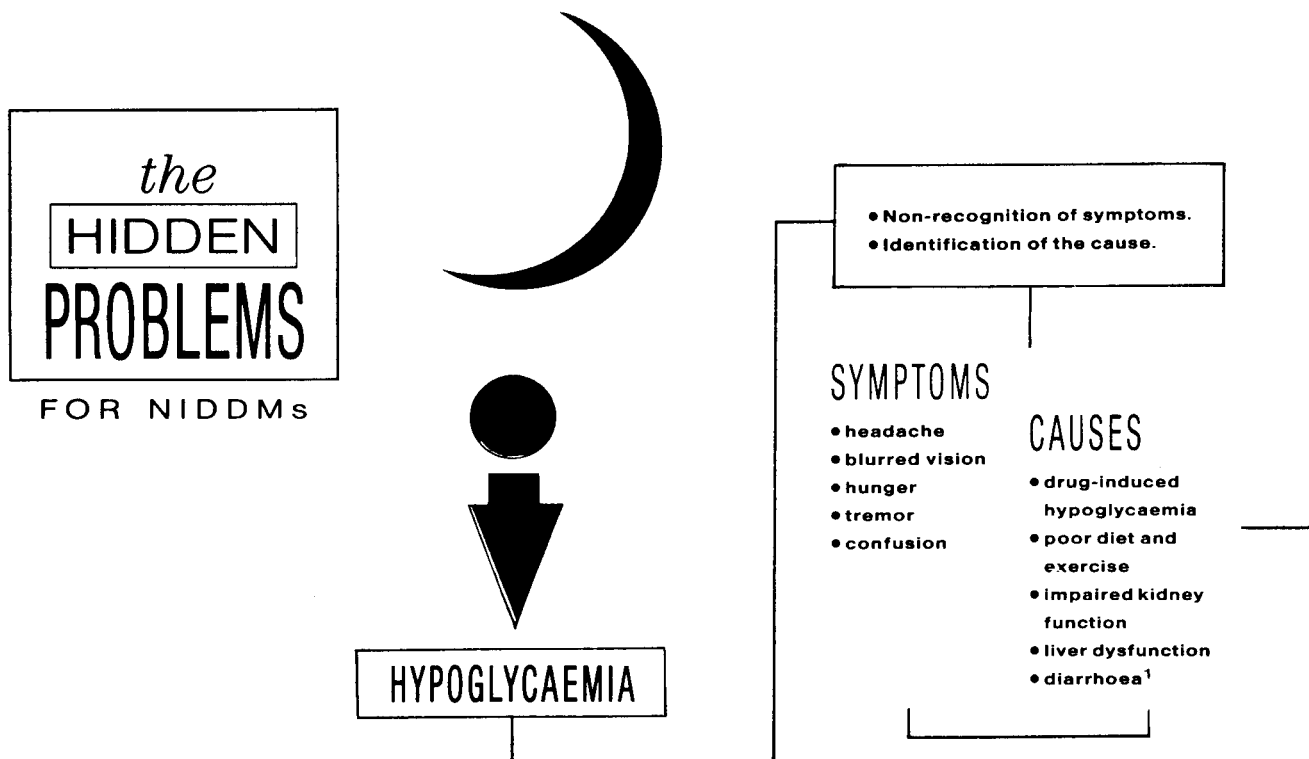 the
HIDDEN
PROBLEMS
FOR NIDDMs
HYPOGLYCAEMIA
• Non-recognition of symptoms.
• Identification of the cause.
SYMPTOMS
• headache
• blurred vision
• hunger
• tremor
• confusion
CAUSES
• drug-induced
hypoglycaemia
• poor diet and
exercise
• impaired kidney
function
• liver dysfunction
• diarrhoea¹